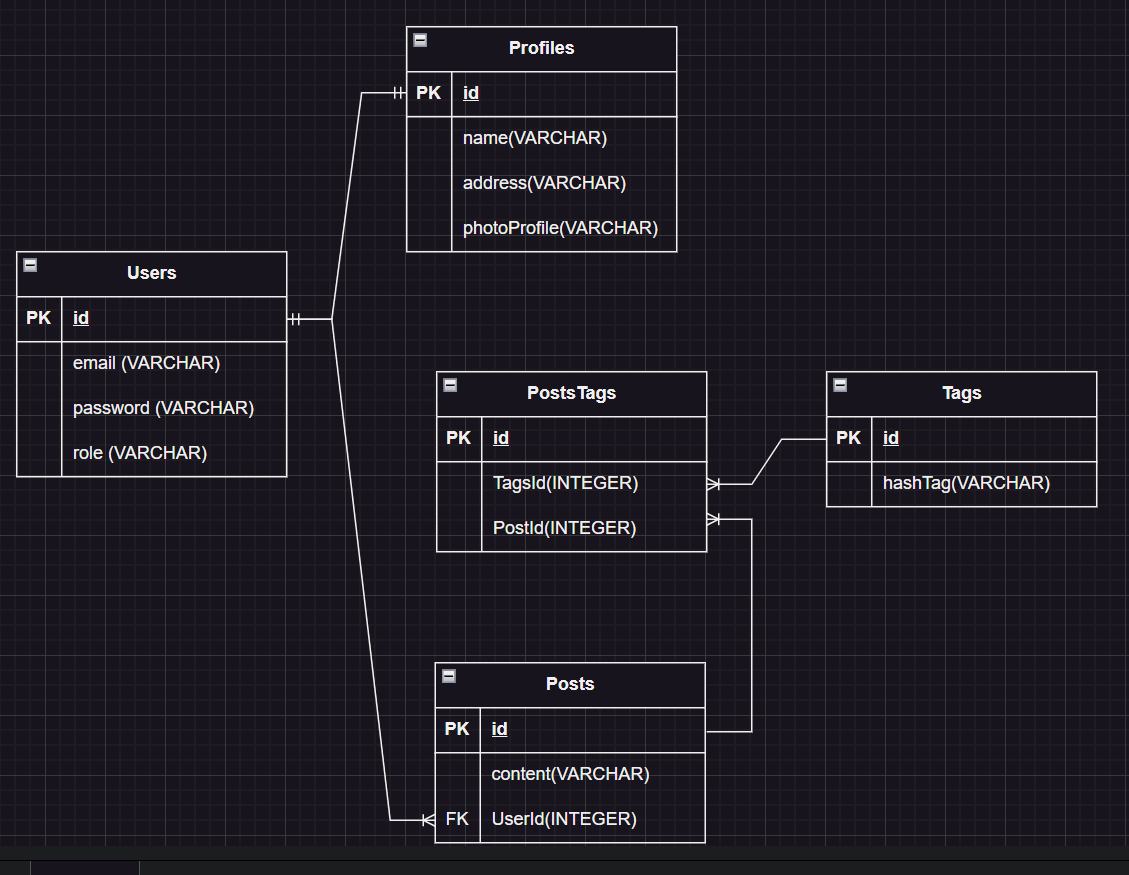 Profiles
PK id
name(VARCHAR)
address(VARCHAR)
photoProfile(VARCHAR)
Users
PK id
email (VARCHAR)
password (VARCHAR)
role (VARCHAR)
PostsTags
PK id
TagsId(INTEGER)
PostId(INTEGER)
Tags
PK id
hashTag(VARCHAR)
Posts
PK id
content(VARCHAR)
FK UserId(INTEGER)